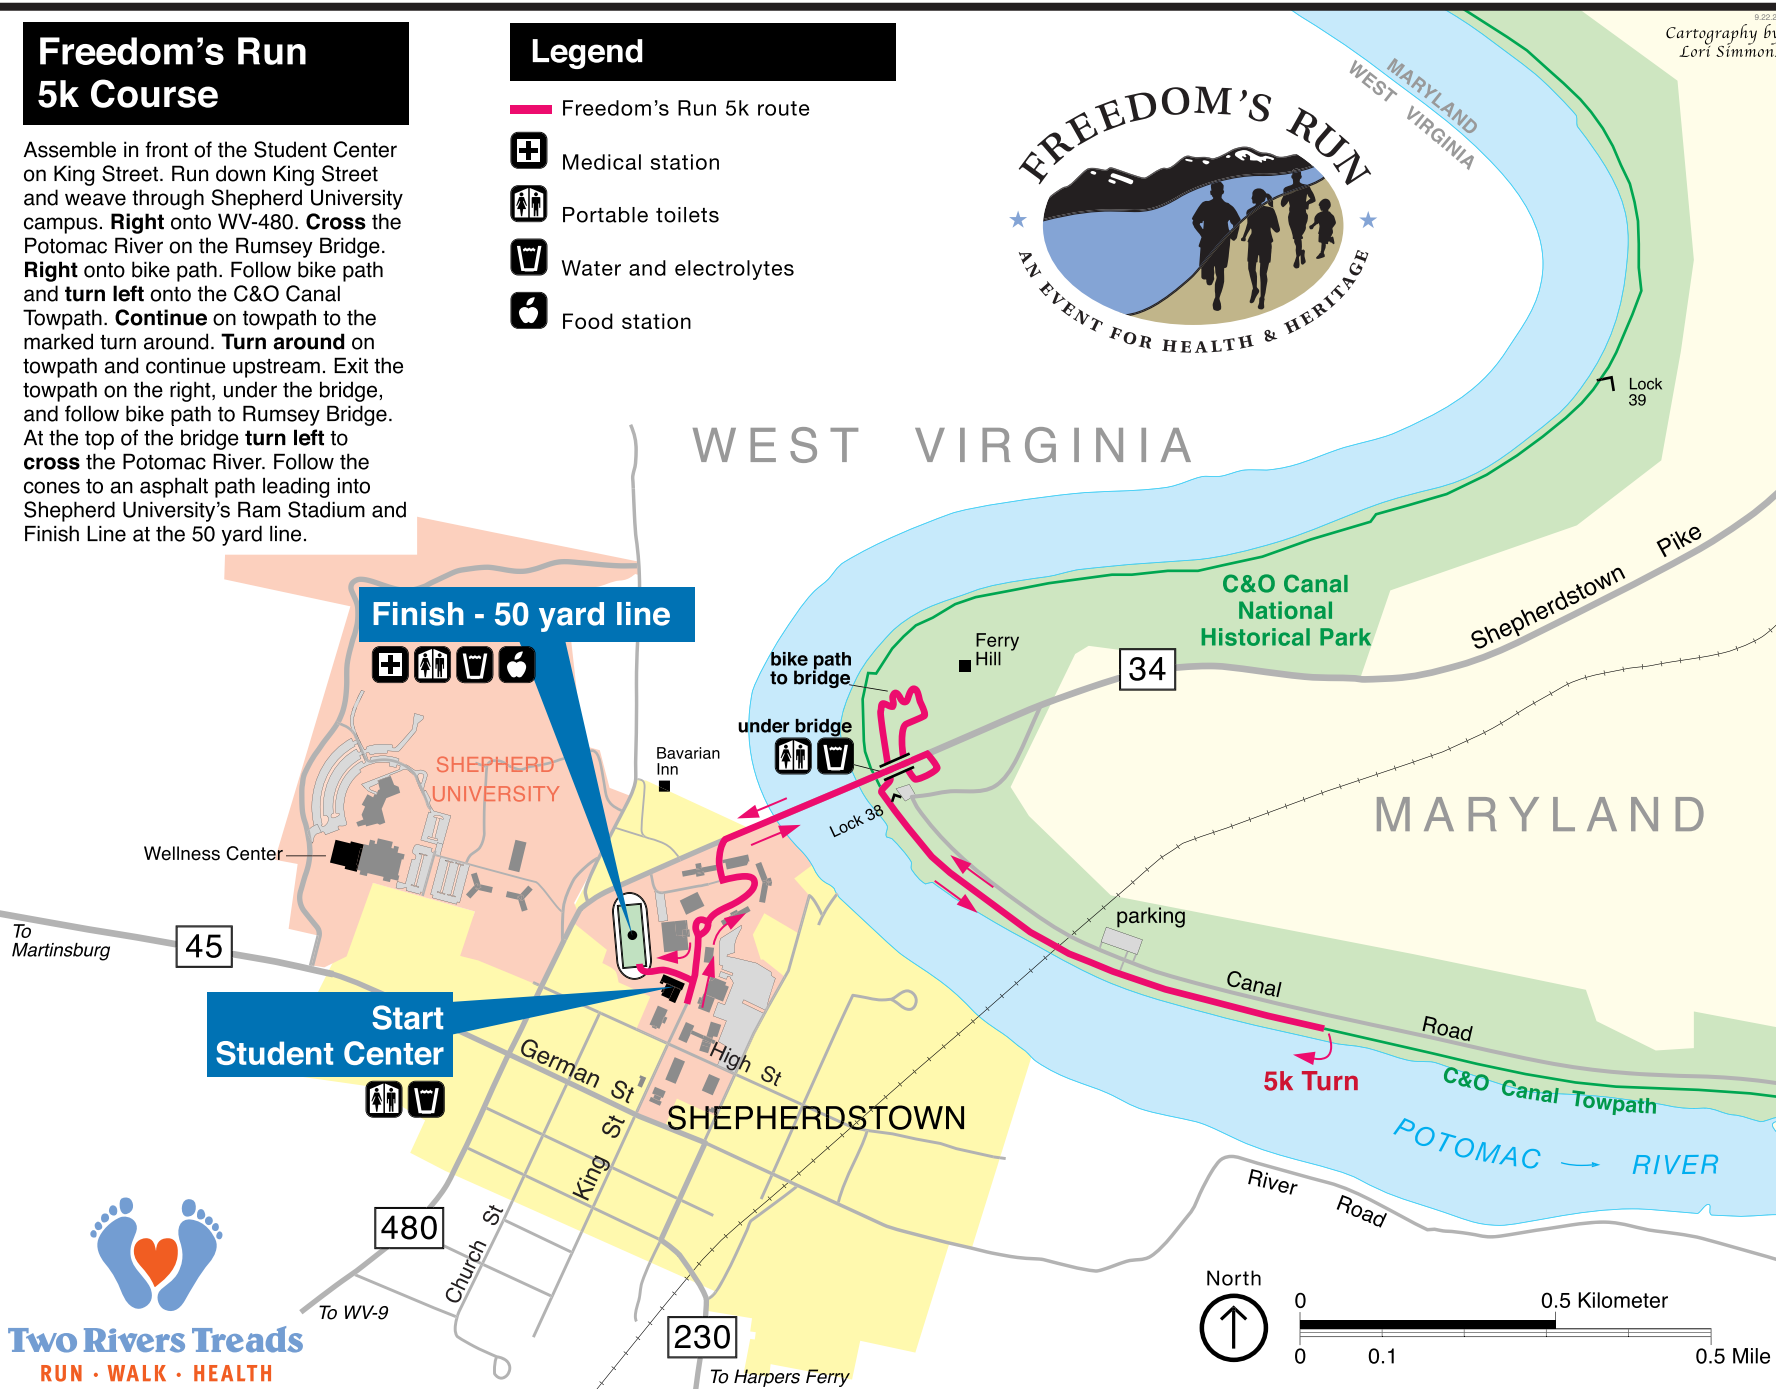 Freedom's Run
5k Course
Assemble in front of the Student Center
on King Street. Run down King Street
and weave through Shepherd University
campus. Right onto WV-480. Cross the
Potomac River on the Rumsey Bridge.
Right onto bike path. Follow bike path
and turn left onto the C&O Canal
Towpath. Continue on towpath to the
marked turn around. Turn around on
towpath and continue upstream. Exit the
towpath on the right, under the bridge,
and follow bike path to Rumsey Bridge.
At the top of the bridge turn left to
cross the Potomac River. Follow the
cones to an asphalt path leading into
Shepherd University's Ram Stadium and
Finish Line at the 50 yard line.
Legend
Freedom's Run 5k route
Medical station
Portable toilets
Water and electrolytes
Food station
FREEDOM'S RUN
AN EVENT FOR HEALTH & HERITAGE
MARYLAND
WEST VIRGINIA
9.22.2
Cartography by
Lori Simmons
Lock
39
WEST VIRGINIA
Shepherdstown Pike
C&O Canal
National
Historical Park
Ferry
Hill
34
bike path
to bridge
under bridge
Finish - 50 yard line
SHEPHERD
UNIVERSITY
Bavarian
Inn
Lock 38
MARYLAND
Wellness Center
parking
To
Martinsburg
45
Canal Road
Start
Student Center
German St
High St
5k Turn
C&O Canal Towpath
SHEPHERDSTOWN
King St
POTOMAC RIVER
River Road
480
Church St
To WV-9
230
To Harpers Ferry
Two Rivers Treads
RUN · WALK · HEALTH
North
0
0.5 Kilometer
0
0.1
0.5 Mile